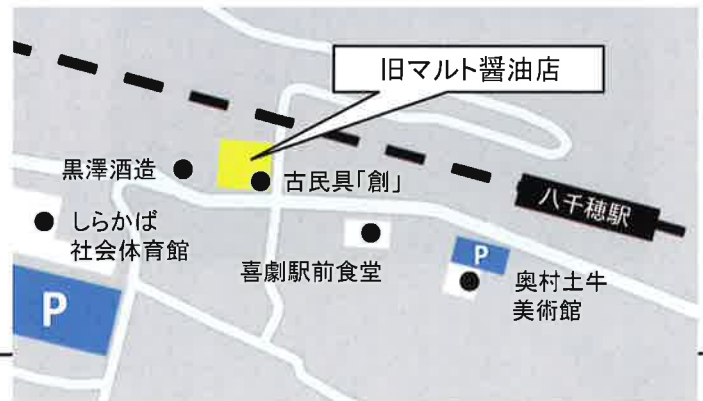 旧マルト醤油店
黒澤酒造
古民具「創」
八千穂駅
しらかば
社会体育館
喜劇駅前食堂
P
奥村土牛
美術館
P